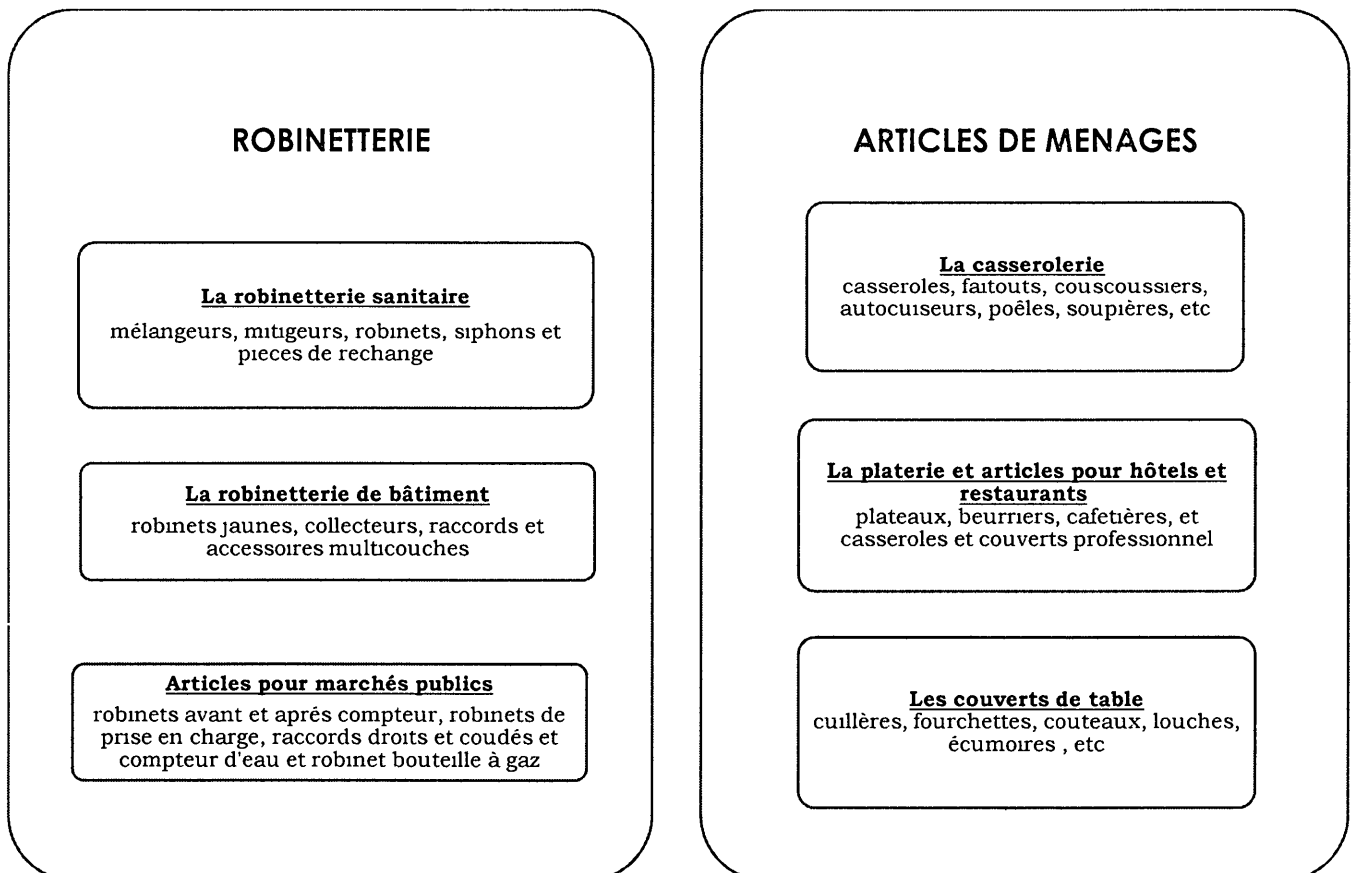 ROBINETTERIE
La robinetterie sanitaire
mélangeurs, mitigeurs, robinets, siphons et
pieces de rechange
La robinetterie de bâtiment
robinets jaunes, collecteurs, raccords et
accessoires multicouches
Articles pour marchés publics
robinets avant et aprés compteur, robinets de
prise en charge, raccords droits et coudés et
compteur d'eau et robinet bouteille à gaz
ARTICLES DE MENAGES
La casserolerie
casseroles, faitouts, couscoussiers,
autocuiseurs, poêles, soupières, etc
La platerie et articles pour hôtels et
restaurants
plateaux, beurriers, cafetières, et
casseroles et couverts professionnel
Les couverts de table
cuillères, fourchettes, couteaux, louches,
écumoires , etc